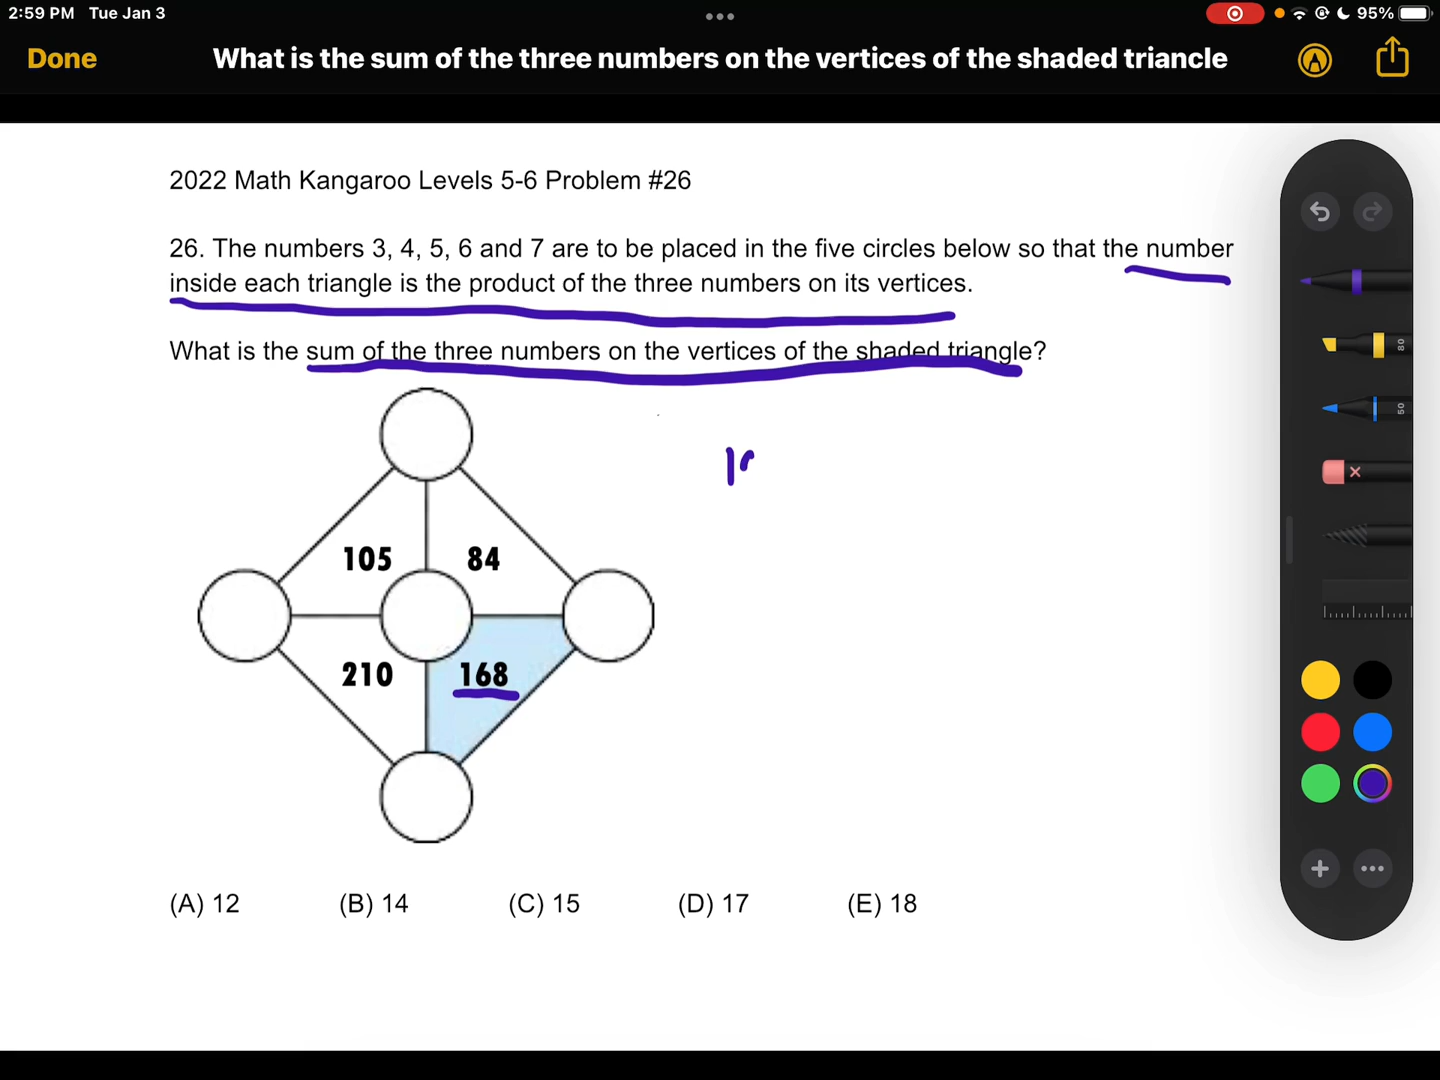 2:59 PM Tue Jan 3
95%
Done
What is the sum of the three numbers on the vertices of the shaded triancle
2022 Math Kangaroo Levels 5-6 Problem #26
26. The numbers 3, 4, 5, 6 and 7 are to be placed in the five circles below so that the number
inside each triangle is the product of the three numbers on its vertices.
What is the sum of the three numbers on the vertices of the shaded triangle?
105 84
210 168
(A) 12 (B) 14 (C) 15 (D) 17 (E) 18
80
50